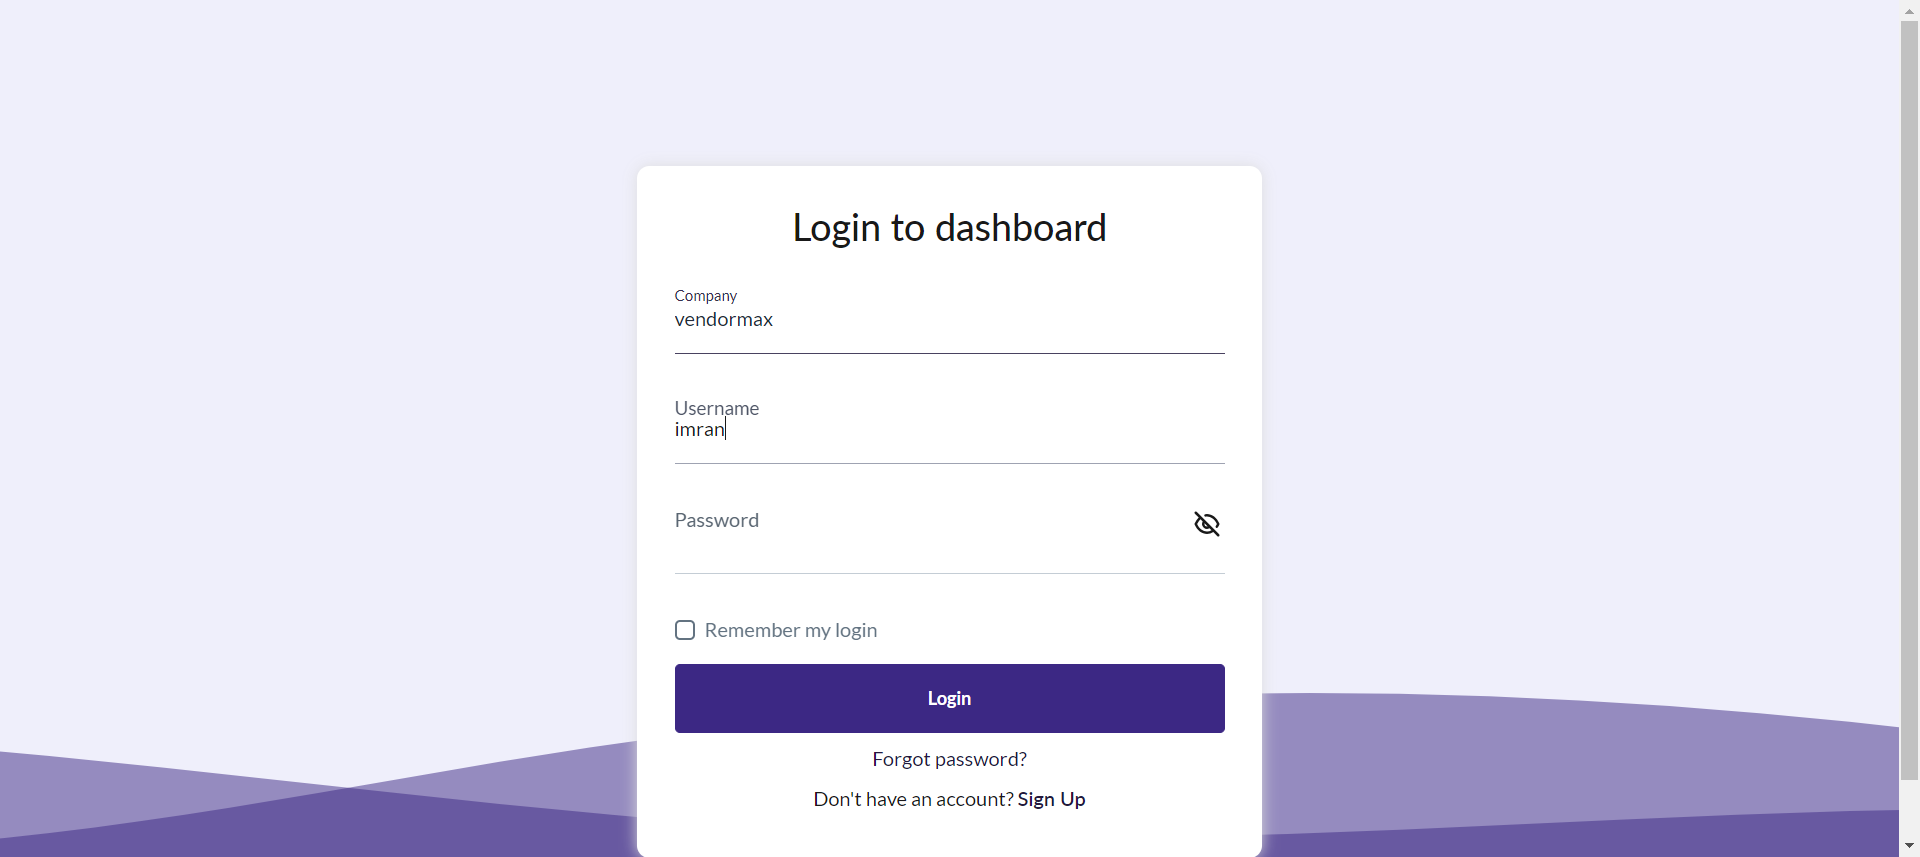 Login to dashboard
Company
vendormax
Username
imran
Password
Remember my login
Login
Forgot password?
Don't have an account? Sign Up